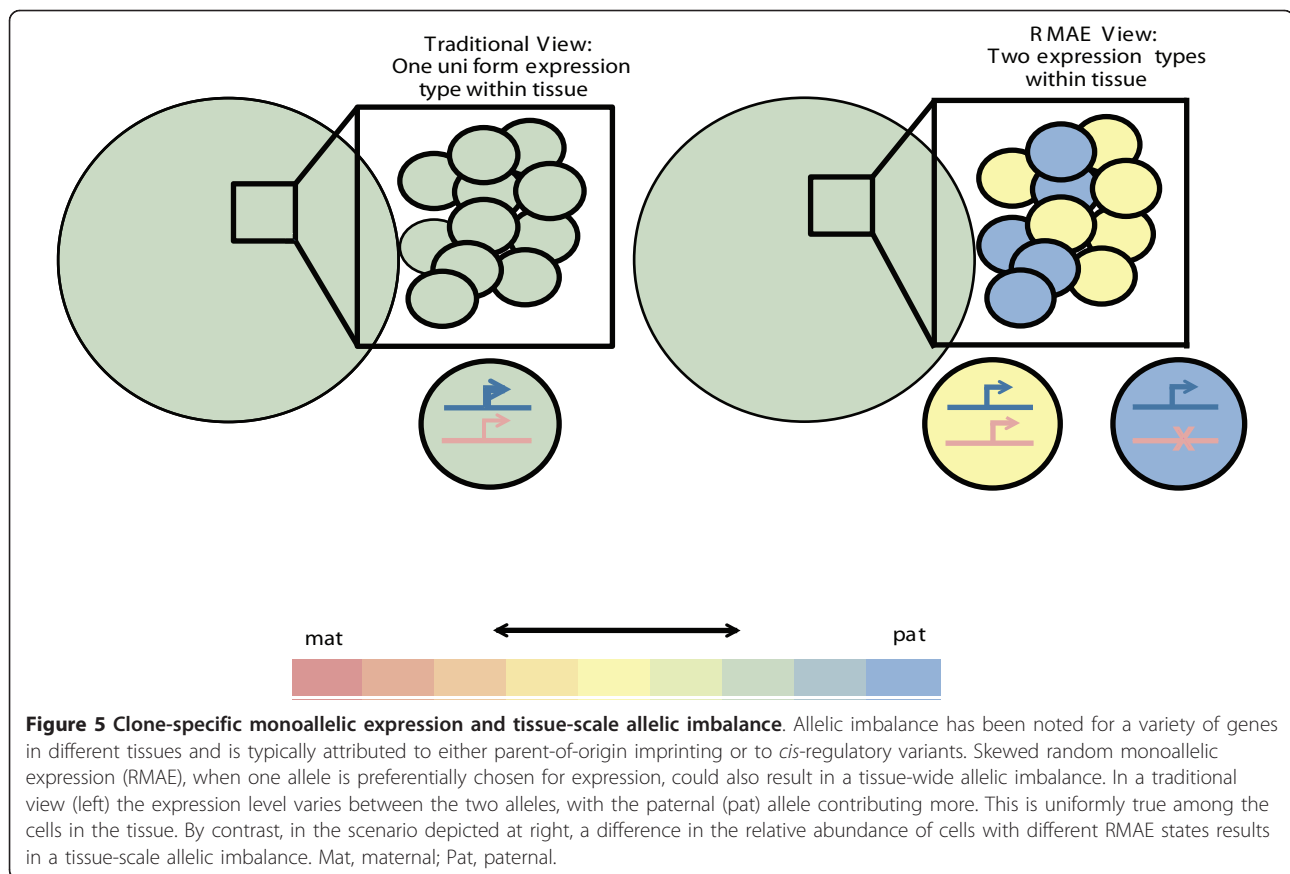 Traditional View:
One uni form expression
type within tissue
R MAE View:
Two expression types
within tissue
X
mat
pat
Figure 5 Clone-specific monoallelic expression and tissue-scale allelic imbalance. Allelic imbalance has been noted for a variety of genes
in different tissues and is typically attributed to either parent-of-origin imprinting or to cis-regulatory variants. Skewed random monoallelic
expression (RMAE), when one allele is preferentially chosen for expression, could also result in a tissue-wide allelic imbalance. In a traditional
view (left) the expression level varies between the two alleles, with the paternal (pat) allele contributing more. This is uniformly true among the
cells in the tissue. By contrast, in the scenario depicted at right, a difference in the relative abundance of cells with different RMAE states results
in a tissue-scale allelic imbalance. Mat, maternal; Pat, paternal.